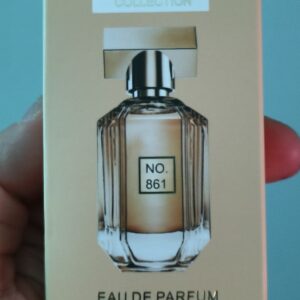 COLLECTION
NO.
861
EAU DE PARFUM